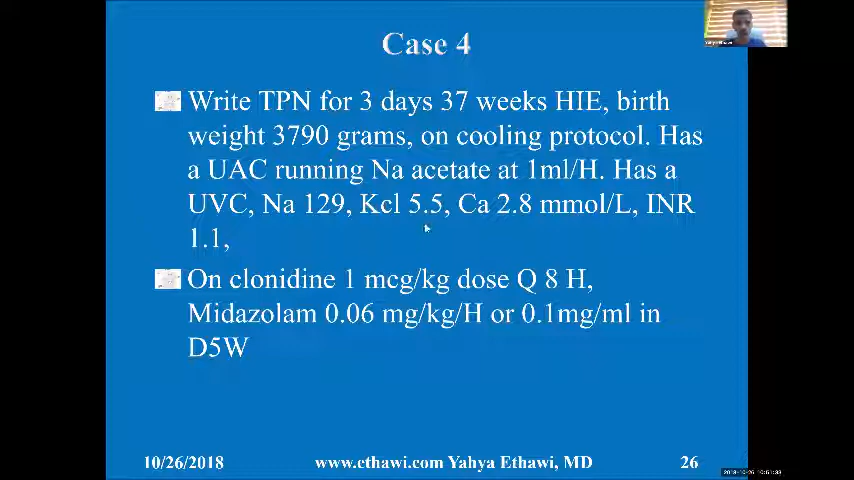 Yahya Ethawi
Case 4
Write TPN for 3 days 37 weeks HIE, birth
weight 3790 grams, on cooling protocol. Has
a UAC running Na acetate at 1ml/H. Has a
UVC, Na 129, Kcl 5.5, Ca 2.8 mmol/L, INR
1.1,
On clonidine 1 mcg/kg dose Q 8 H,
Midazolam 0.06 mg/kg/H or 0.1mg/ml in
D5W
10/26/2018 www.ethawi.com Yahya Ethawi, MD 26